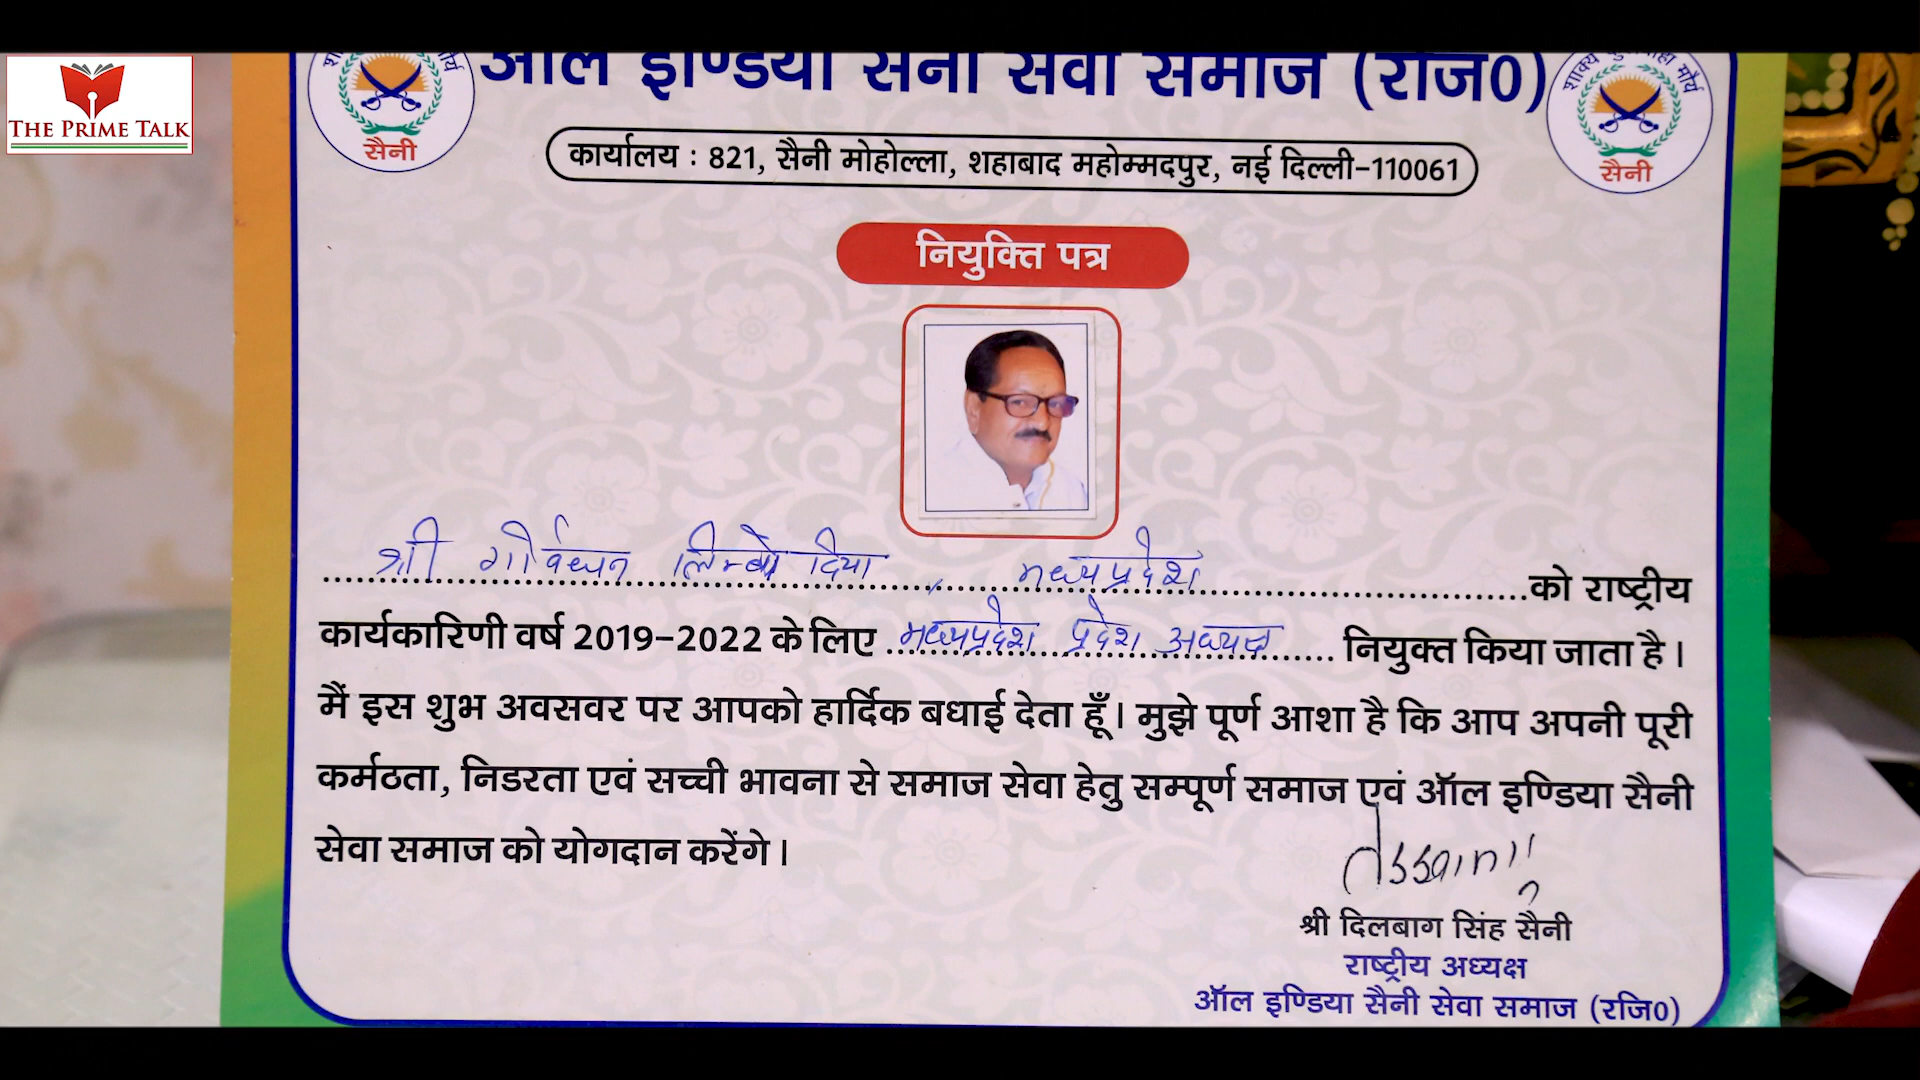 THE PRIME TALK
ऑल इण्डिया सैनी सेवा समाज (रजि0)
सैनी
शाक्य कुशवाहा मौर्य
सैनी
कार्यालय : 821, सैनी मोहोल्ला, शहाबाद महोम्मदपुर, नई दिल्ली-110061
नियुक्ति पत्र
श्री गोर्वधन लिम्बोदिया, मध्यप्रदेश को राष्ट्रीय
कार्यकारिणी वर्ष 2019-2022 के लिए मध्यप्रदेश प्रदेश अध्यक्ष नियुक्त किया जाता है।
मैं इस शुभ अवसवर पर आपको हार्दिक बधाई देता हूँ। मुझे पूर्ण आशा है कि आप अपनी पूरी
कर्मठता, निडरता एवं सच्ची भावना से समाज सेवा हेतु सम्पूर्ण समाज एवं ऑल इण्डिया सैनी
सेवा समाज को योगदान करेंगे।
श्री दिलबाग सिंह सैनी
राष्ट्रीय अध्यक्ष
ऑल इण्डिया सैनी सेवा समाज (रजि0)